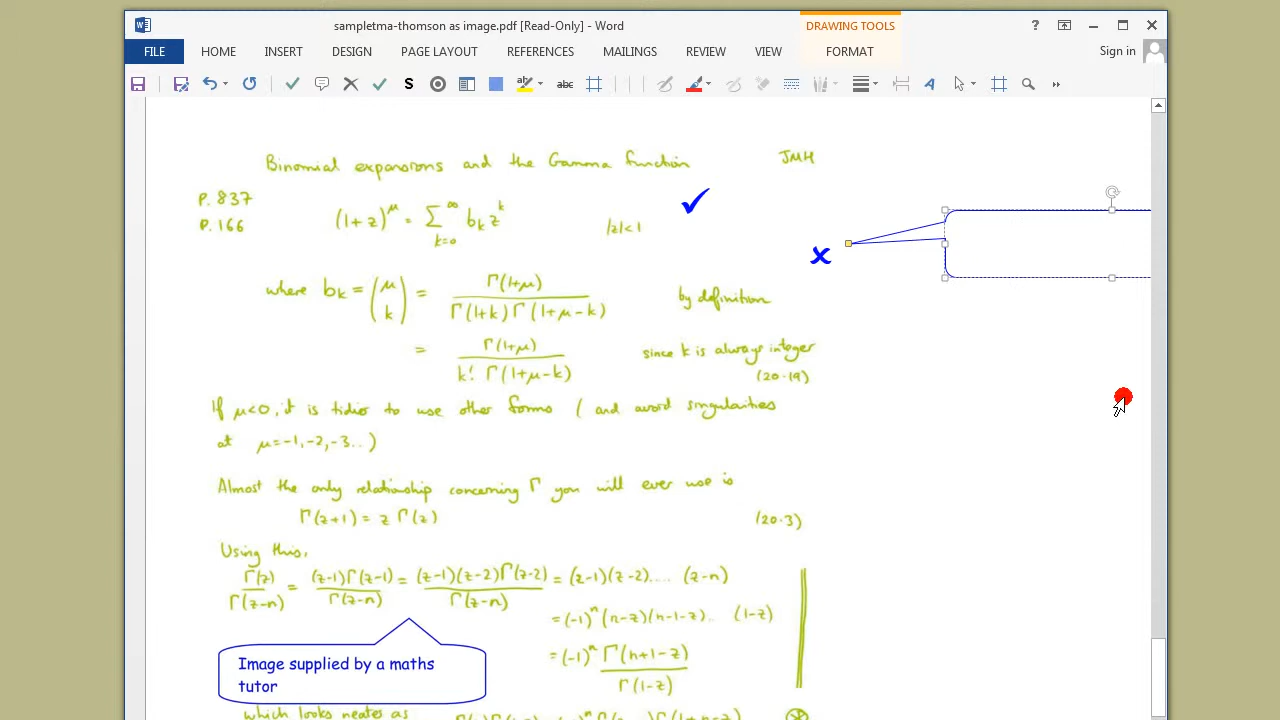 sampletma-thomson as image.pdf [Read-Only] - Word
DRAWING TOOLS
?
FILE HOME INSERT DESIGN PAGE LAYOUT REFERENCES MAILINGS REVIEW VIEW FORMAT
Sign in
S ab abc A
Binomial expansions and the Gamma function JMH
P. 837
P. 166
(1+z)^μ = Σ_{k=0}^∞ b_k z^k |z|<1
where b_k = (μ k) = Γ(1+μ) / Γ(1+k) Γ(1+μ-k) by definition
= Γ(1+μ) / k! Γ(1+μ-k) since k is always integer
(20.19)
If μ<0, it is tidier to use other forms (and avoid singularities
at μ=-1,-2,-3..)
Almost the only relationship concerning Γ you will ever use is
Γ(z+1) = z Γ(z) (20.3)
Using this,
Γ(z) / Γ(z-n) = (z-1)Γ(z-1) / Γ(z-n) = (z-1)(z-2)Γ(z-2) / Γ(z-n) = (z-1)(z-2).... (z-n)
= (-1)^n (n-z)(n-1-z).. (1-z)
= (-1)^n Γ(n+1-z) / Γ(1-z)
Image supplied by a maths
tutor
which looks neater as